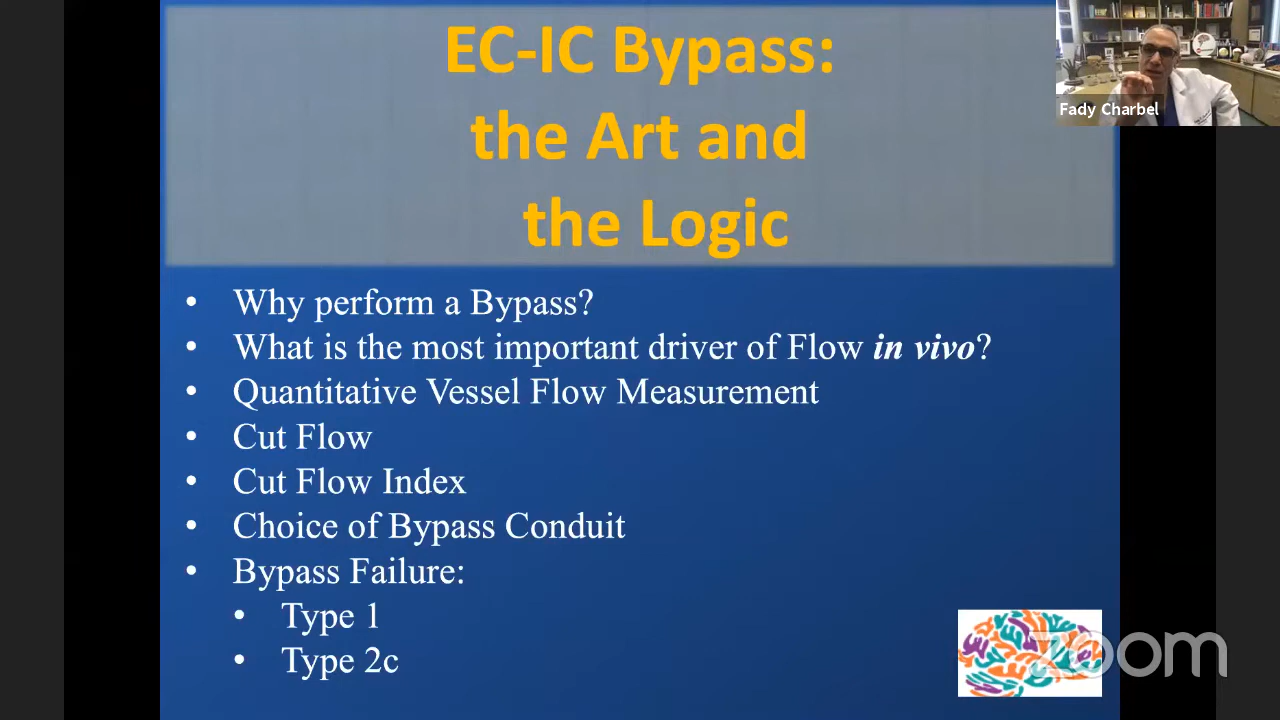 EC-IC Bypass:
the Art and
the Logic
Fady Charbel
• Why perform a Bypass?
• What is the most important driver of Flow in vivo?
• Quantitative Vessel Flow Measurement
• Cut Flow
• Cut Flow Index
• Choice of Bypass Conduit
• Bypass Failure:
• Type 1
• Type 2c
zoom